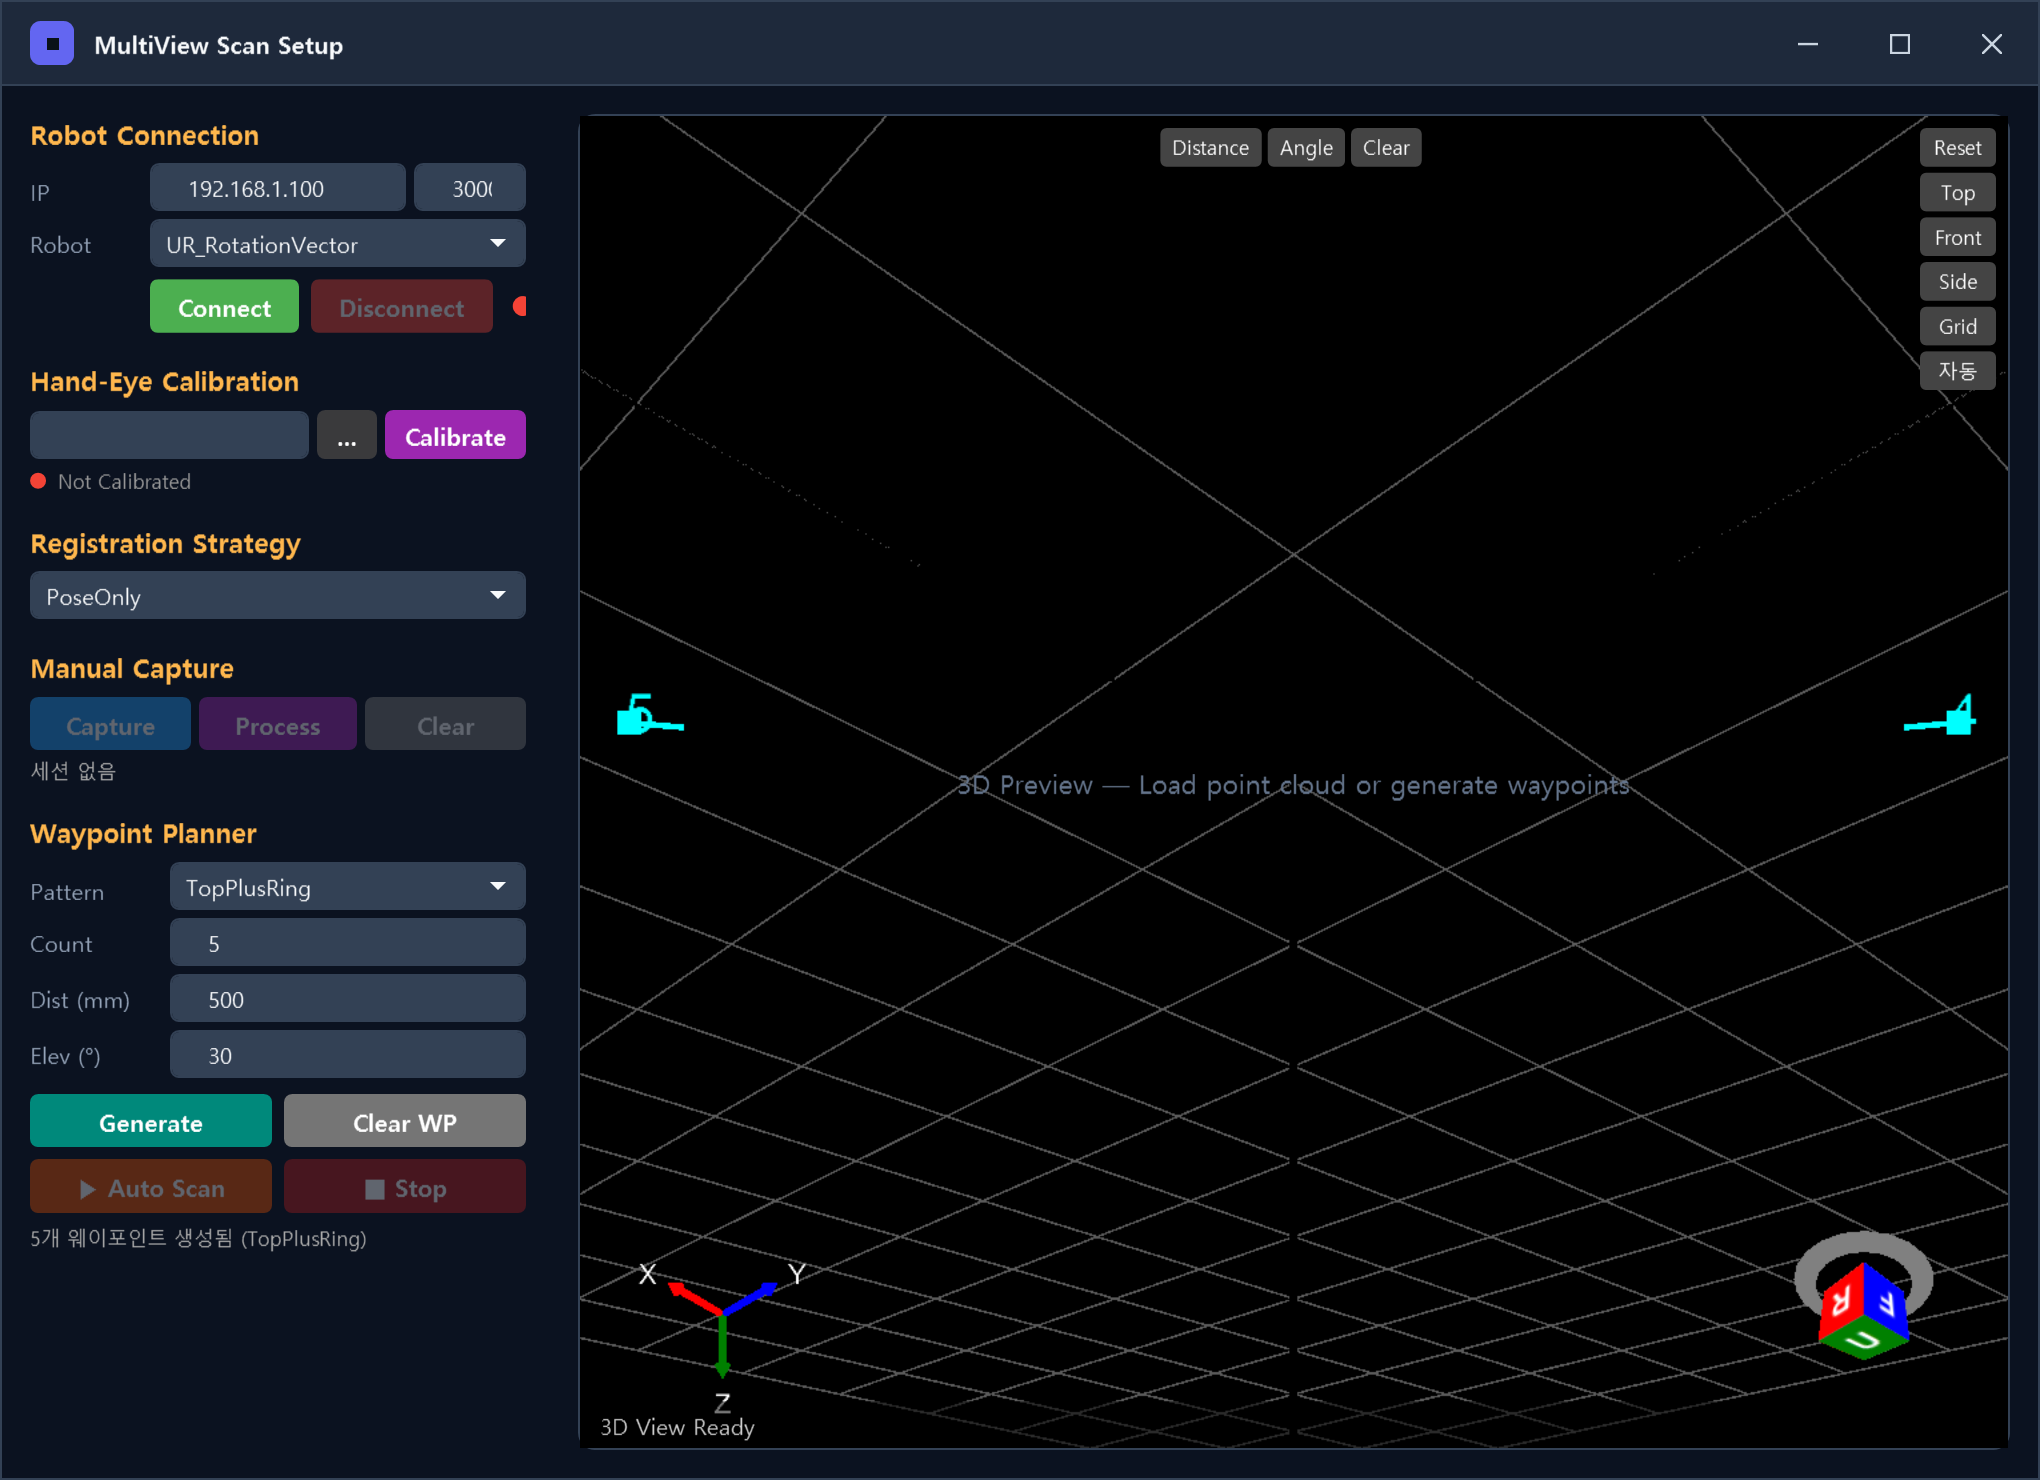 MultiView Scan Setup
Robot Connection
IP
192.168.1.100
3000
Robot
UR_RotationVector
Connect
Disconnect
Hand-Eye Calibration
...
Calibrate
Not Calibrated
Registration Strategy
PoseOnly
Manual Capture
Capture
Process
Clear
세션 없음
Waypoint Planner
Pattern
TopPlusRing
Count
5
Dist (mm)
500
Elev (°)
30
Generate
Clear WP
Auto Scan
Stop
5개 웨이포인트 생성됨 (TopPlusRing)
Distance
Angle
Clear
Reset
Top
Front
Side
Grid
자동
5
4
3D Preview — Load point cloud or generate waypoints
X
Y
Z
R
F
U
3D View Ready